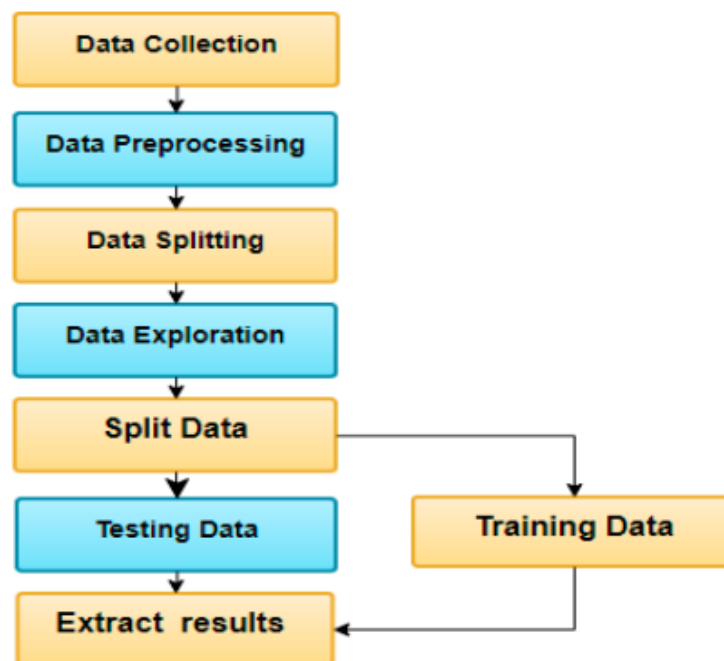 Data Collection
Data Preprocessing
Data Splitting
Data Exploration
Split Data
Testing Data
Training Data
Extract results